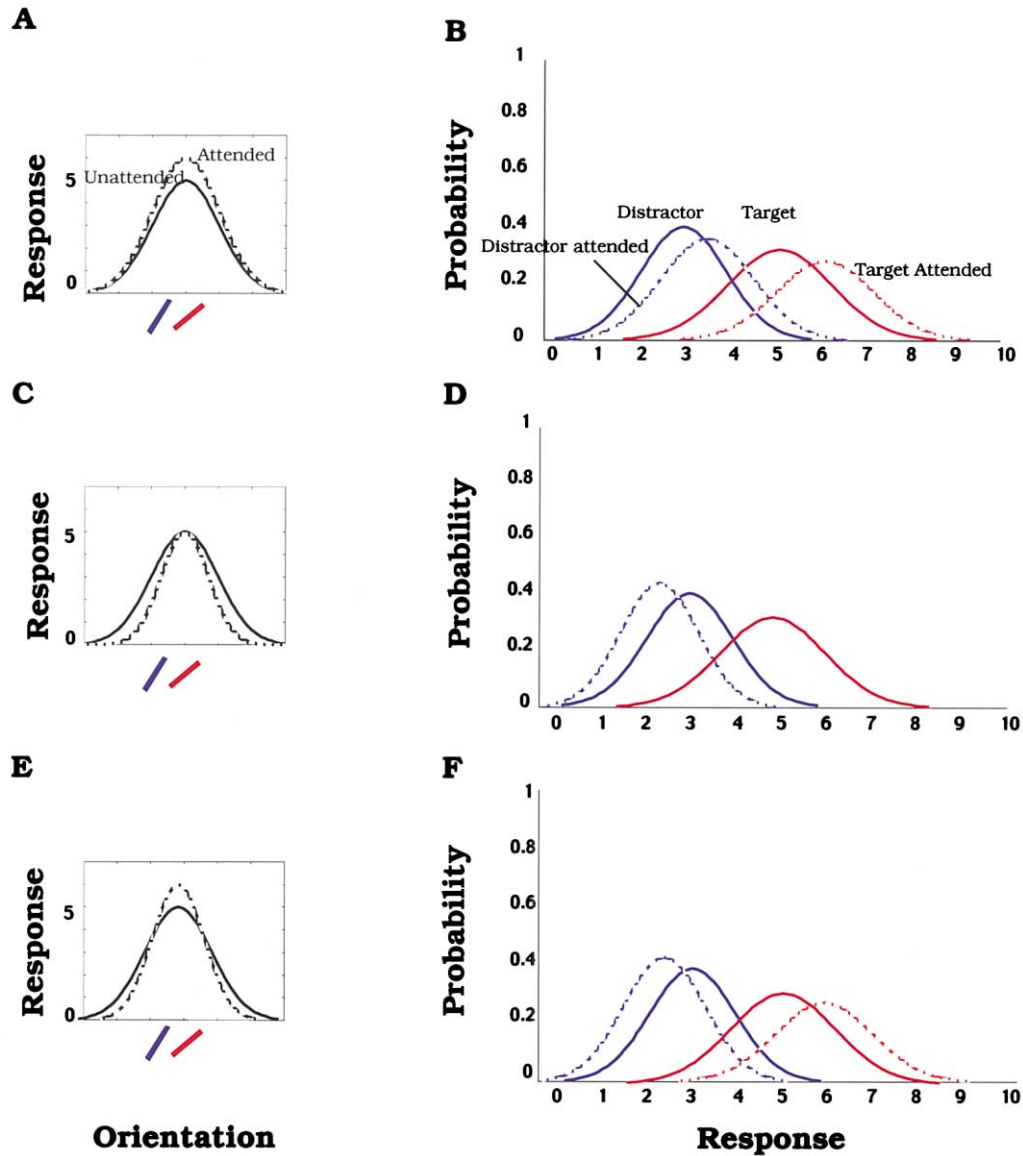 A
Response
5
0
Attended
Unattended
B
Probability
1
0.8
0.6
0.4
0.2
0
Distractor
Target
Distractor attended
Target Attended
0 1 2 3 4 5 6 7 8 9 10
C
Response
5
0
D
Probability
1
0.8
0.6
0.4
0.2
0
0 1 2 3 4 5 6 7 8 9 10
E
Response
5
0
Orientation
F
Probability
1
0.8
0.6
0.4
0.2
0
0 1 2 3 4 5 6 7 8 9 10
Response